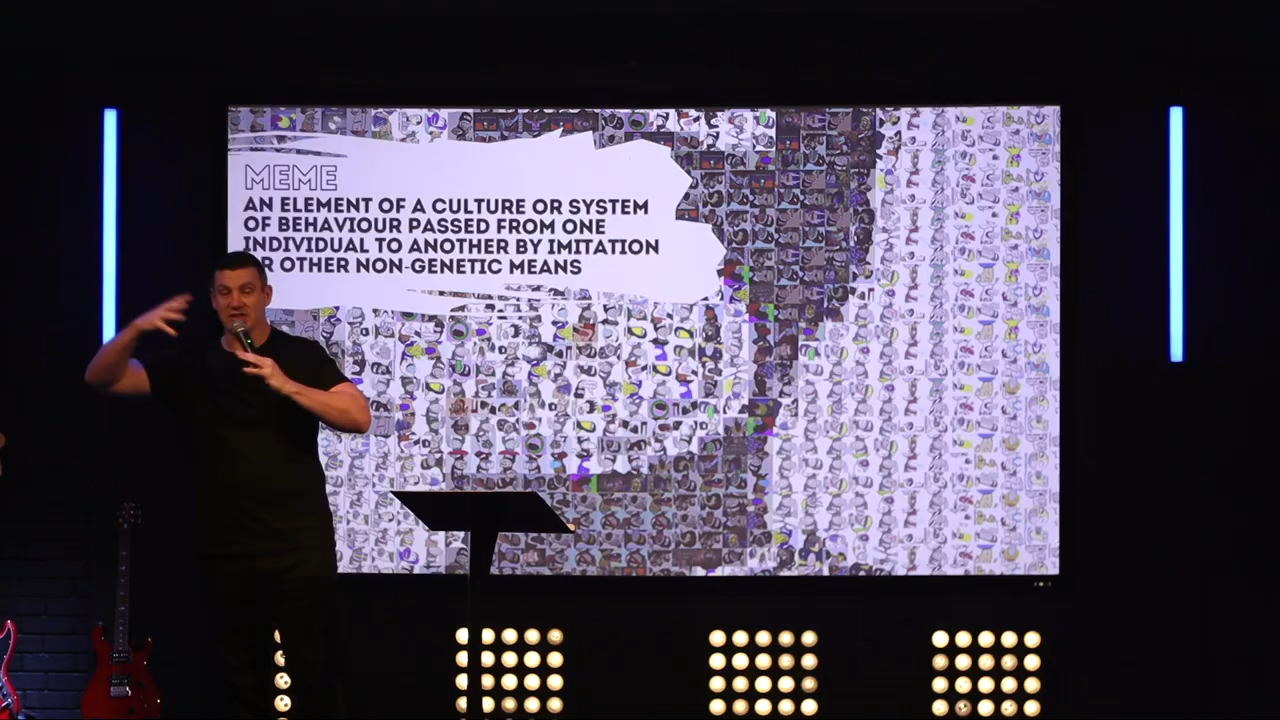 MEME
AN ELEMENT OF A CULTURE OR SYSTEM
OF BEHAVIOUR PASSED FROM ONE
INDIVIDUAL TO ANOTHER BY IMITATION
OR OTHER NON-GENETIC MEANS